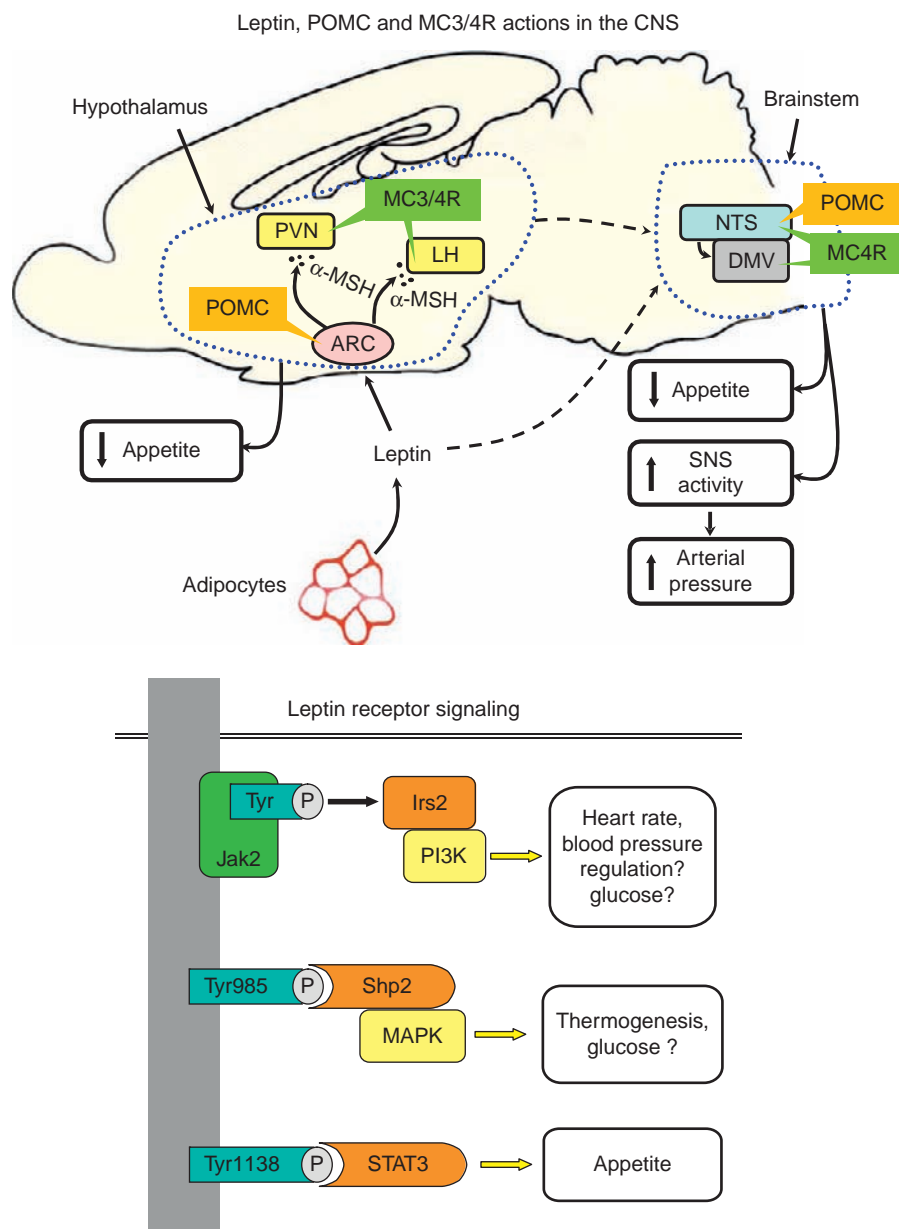 Leptin, POMC and MC3/4R actions in the CNS
Hypothalamus
Brainstem
MC3/4R
PVN
LH
α-MSH
α-MSH
POMC
ARC
NTS
POMC
DMV
MC4R
Appetite
Leptin
Adipocytes
Appetite
SNS
activity
Arterial
pressure
Leptin receptor signaling
Tyr
P
Jak2
Irs2
PI3K
Heart rate,
blood pressure
regulation?
glucose?
Tyr985
P
Shp2
MAPK
Thermogenesis,
glucose ?
Tyr1138
P
STAT3
Appetite